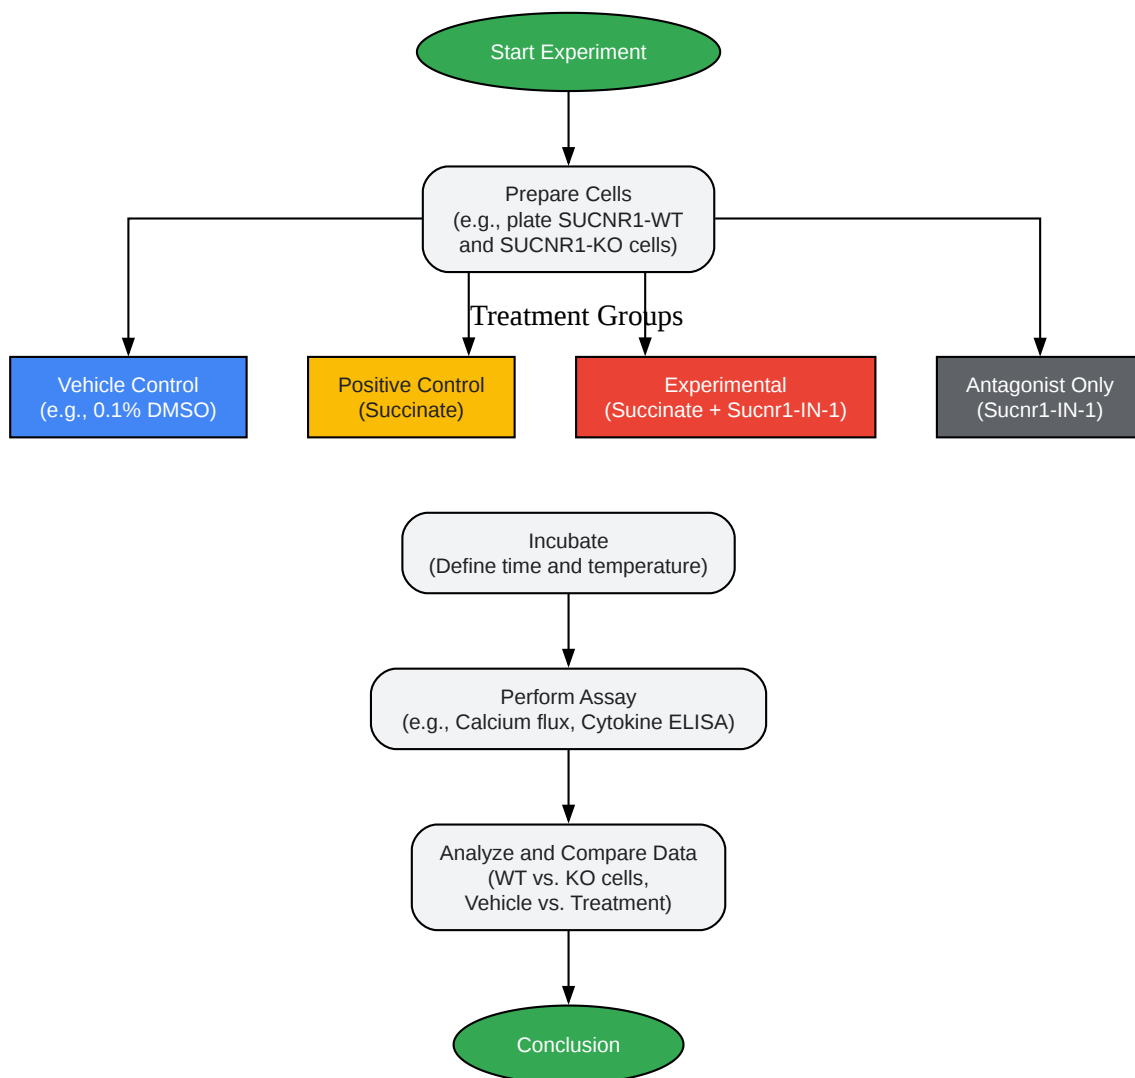 Start Experiment
Prepare Cells
(e.g., plate SUCNR1-WT
and SUCNR1-KO cells)
Treatment Groups
Vehicle Control
(e.g., 0.1% DMSO)
Positive Control
(Succinate)
Experimental
(Succinate + Sucnr1-IN-1)
Antagonist Only
(Sucnr1-IN-1)
Incubate
(Define time and temperature)
Perform Assay
(e.g., Calcium flux, Cytokine ELISA)
Analyze and Compare Data
(WT vs. KO cells,
Vehicle vs. Treatment)
Conclusion